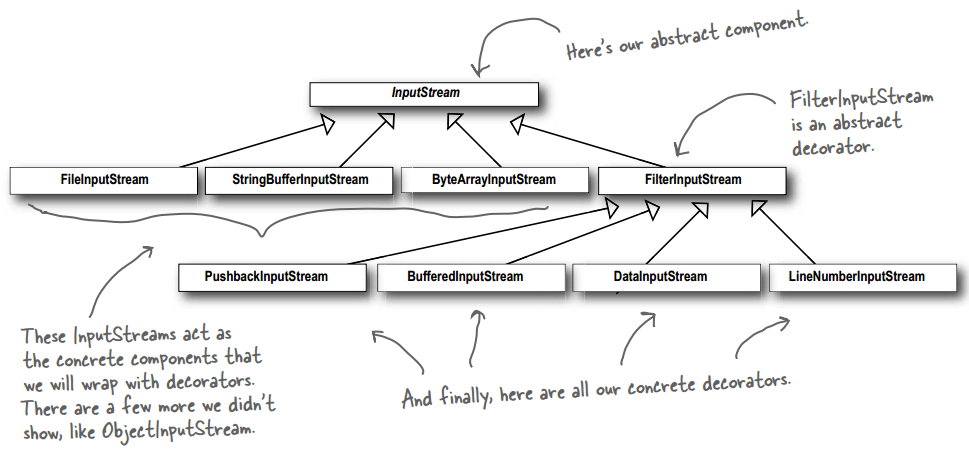 Here's our abstract component.
InputStream
FilterInputStream
is an abstract
decorator.
FileInputStream
StringBufferInputStream
ByteArrayInputStream
FilterInputStream
PushbackInputStream
BufferedInputStream
DataInputStream
LineNumberInputStream
These InputStreams act as
the concrete components that
we will wrap with decorators.
There are a few more we didn't
show, like ObjectInputStream.
And finally, here are all our concrete decorators.